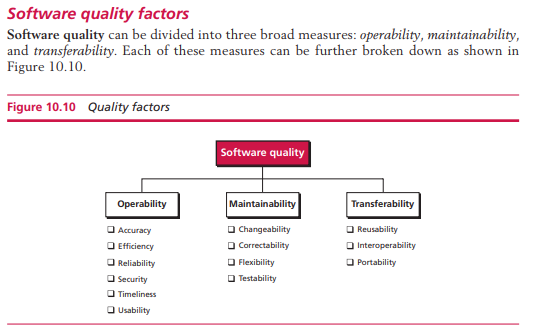 Software quality factors
Software quality can be divided into three broad measures: operability, maintainability,
and transferability. Each of these measures can be further broken down as shown in
Figure 10.10.
Figure 10.10 Quality factors
Software quality
Operability
Accuracy
Efficiency
Reliability
Security
Timeliness
Usability
Maintainability
Changeability
Correctability
Flexibility
Testability
Transferability
Reusability
Interoperability
Portability